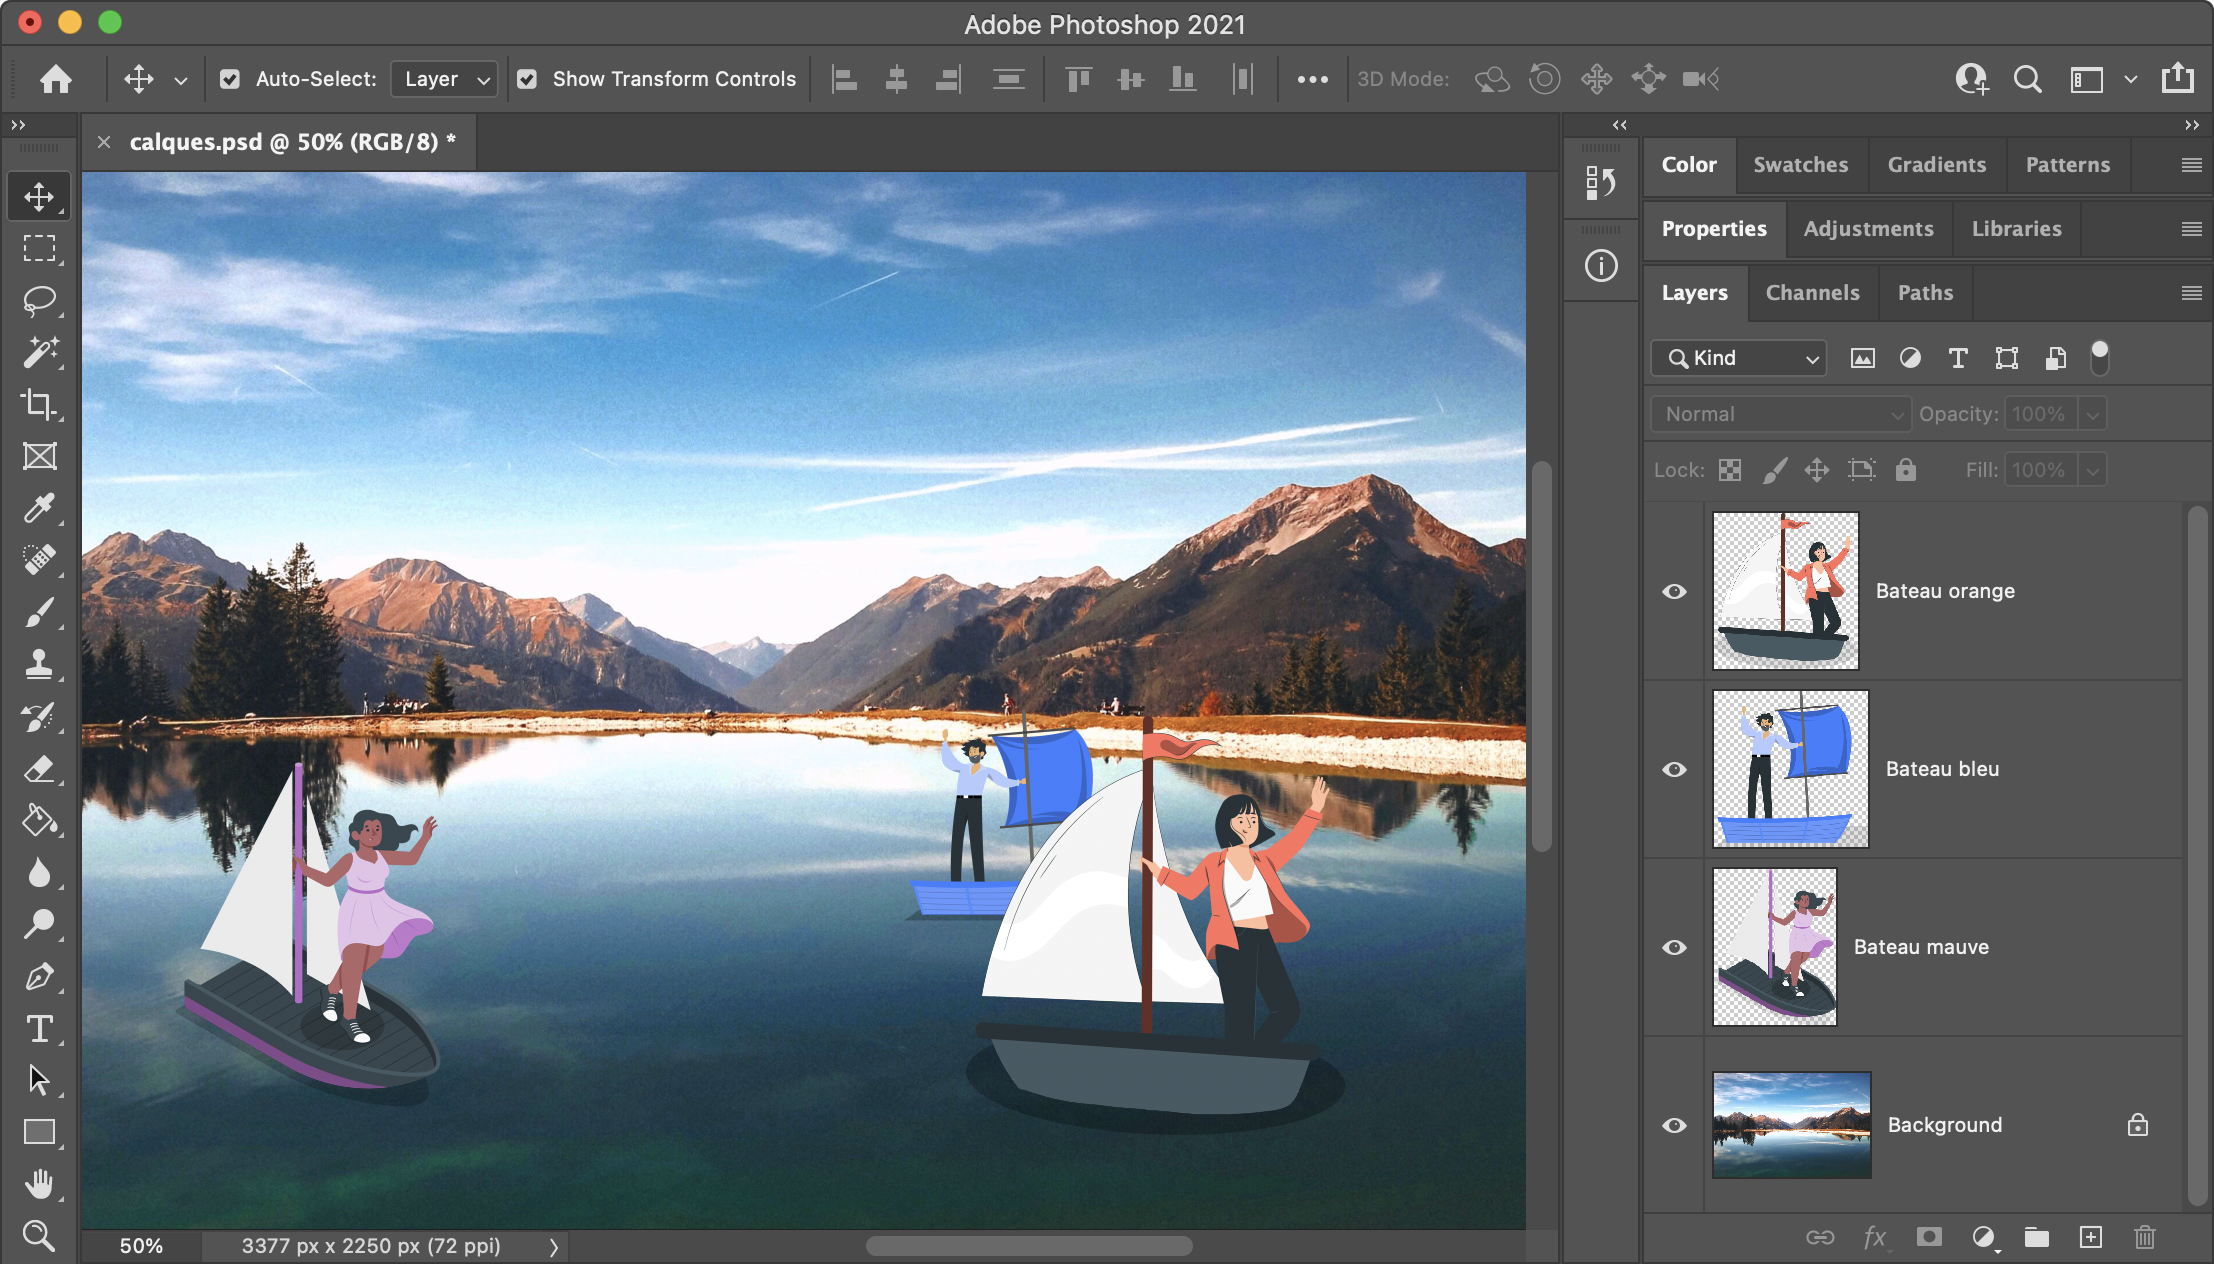 Adobe Photoshop 2021
Auto-Select: Layer Show Transform Controls 3D Mode:
calques.psd @ 50% (RGB/8) *
Color Swatches Gradients Patterns
Properties Adjustments Libraries
Layers Channels Paths
Kind
Normal Opacity: 100%
Lock: Fill: 100%
Bateau orange
Bateau bleu
Bateau mauve
Background
fx
50% 3377 px x 2250 px (72 ppi)